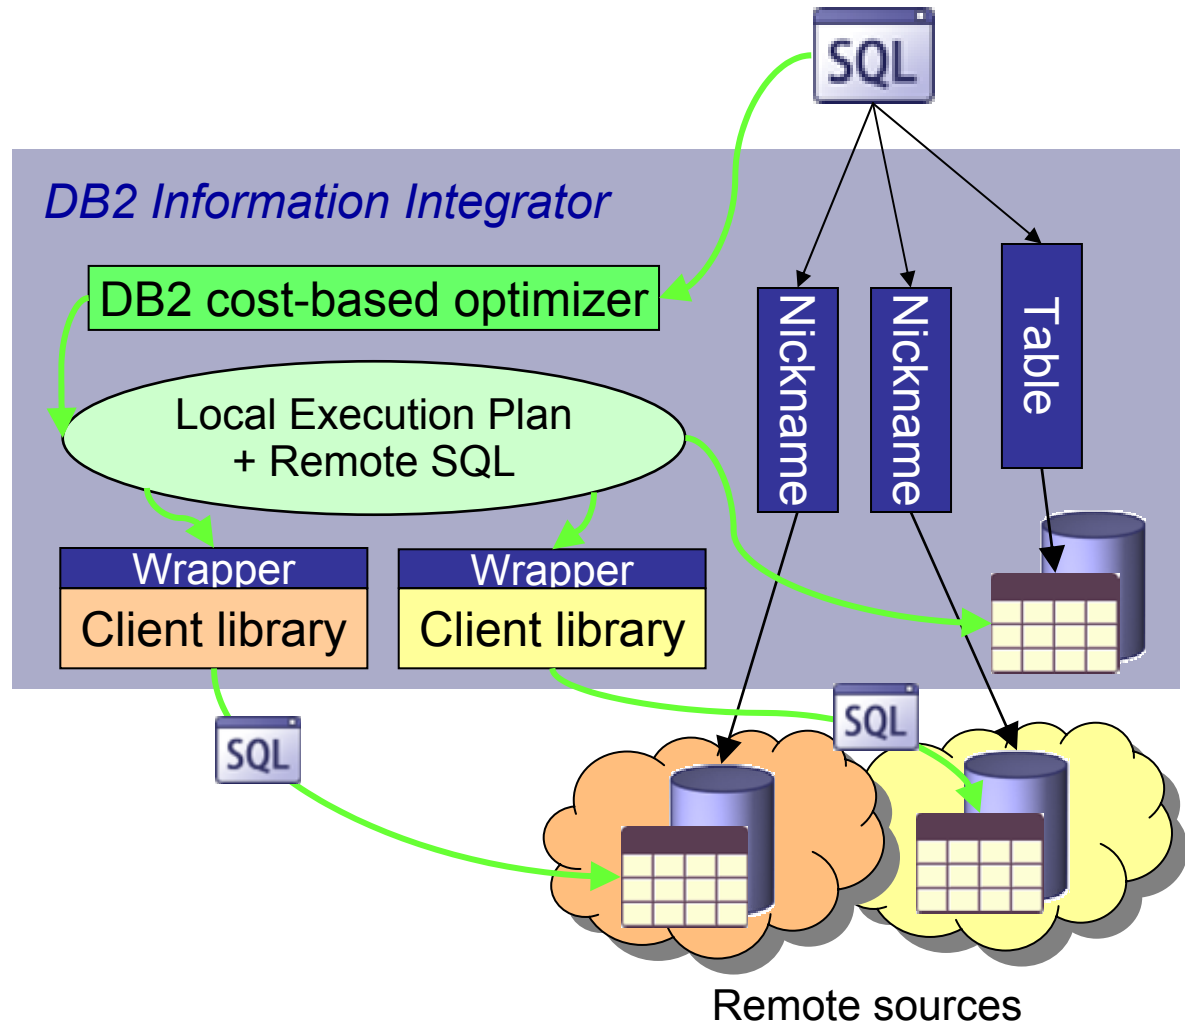 SQL
DB2 Information Integrator
DB2 cost-based optimizer
Nickname
Nickname
Table
Local Execution Plan
+ Remote SQL
Wrapper
Client library
Wrapper
Client library
SQL
SQL
Remote sources